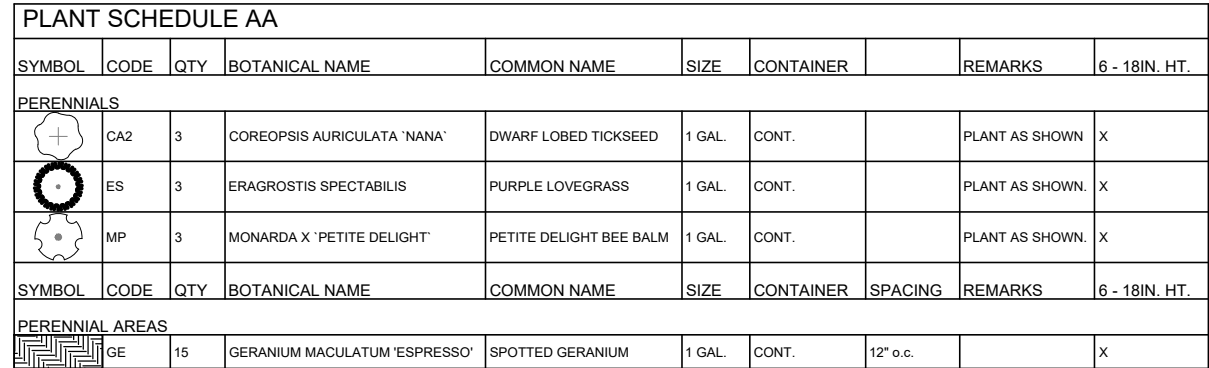 PLANT SCHEDULE AA
SYMBOL CODE QTY BOTANICAL NAME COMMON NAME SIZE CONTAINER REMARKS 6 - 18IN. HT.
PERENNIALS
CA2 3 COREOPSIS AURICULATA `NANA` DWARF LOBED TICKSEED 1 GAL. CONT. PLANT AS SHOWN X
ES 3 ERAGROSTIS SPECTABILIS PURPLE LOVEGRASS 1 GAL. CONT. PLANT AS SHOWN. X
MP 3 MONARDA X `PETITE DELIGHT` PETITE DELIGHT BEE BALM 1 GAL. CONT. PLANT AS SHOWN. X
SYMBOL CODE QTY BOTANICAL NAME COMMON NAME SIZE CONTAINER SPACING REMARKS 6 - 18IN. HT.
PERENNIAL AREAS
GE 15 GERANIUM MACULATUM 'ESPRESSO' SPOTTED GERANIUM 1 GAL. CONT. 12" o.c. X